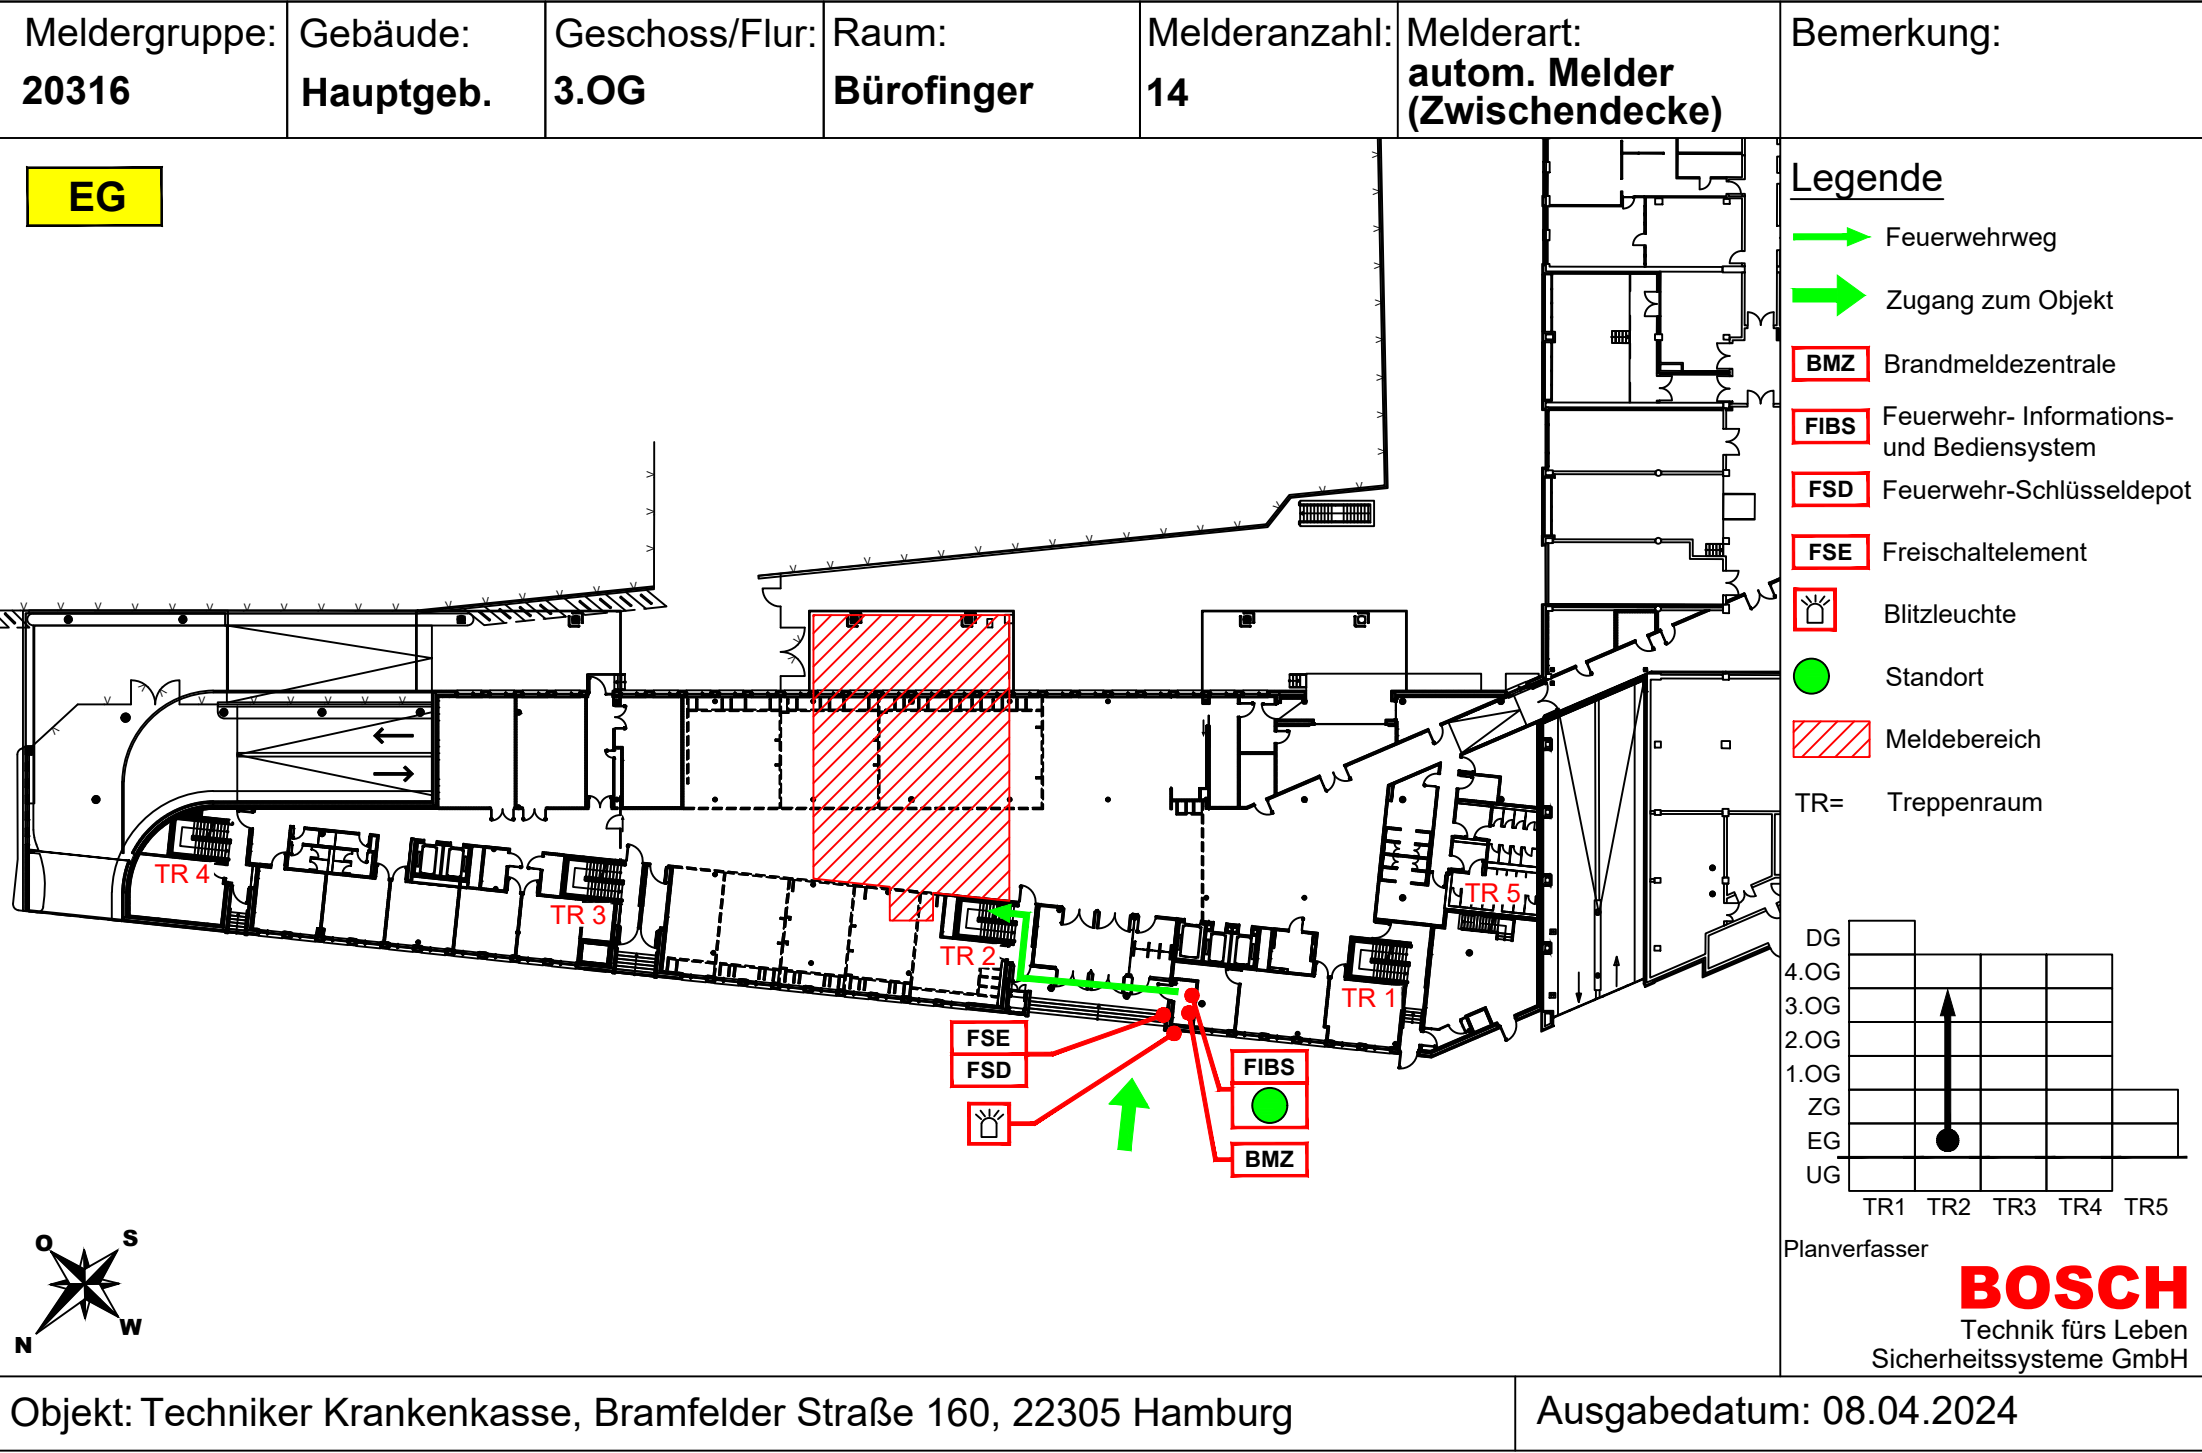 Meldergruppe:
20316
Gebäude:
Hauptgeb.
Geschoss/Flur:
3.OG
Raum:
Bürofinger
Melderanzahl:
14
Melderart:
autom. Melder
(Zwischendecke)
Bemerkung:
EG
Legende
Feuerwehrweg
Zugang zum Objekt
BMZ Brandmeldezentrale
FIBS Feuerwehr- Informations-
und Bediensystem
FSD Feuerwehr-Schlüsseldepot
FSE Freischaltelement
Blitzleuchte
Standort
Meldebereich
TR= Treppenraum
TR 4
TR 3
TR 2
TR 1
TR 5
FSE
FSD
FIBS
BMZ
DG
4.OG
3.OG
2.OG
1.OG
ZG
EG
UG
TR1 TR2 TR3 TR4 TR5
O S
N W
Planverfasser
BOSCH
Technik fürs Leben
Sicherheitssysteme GmbH
Objekt: Techniker Krankenkasse, Bramfelder Straße 160, 22305 Hamburg
Ausgabedatum: 08.04.2024